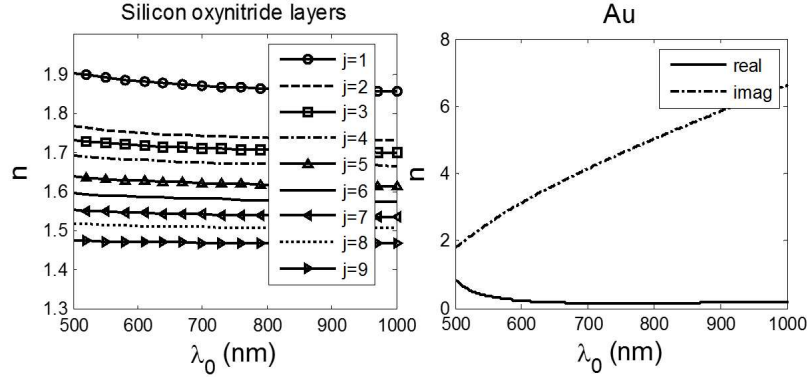 Silicon oxynitride layers
1.9
1.8
1.7
1.6
1.5
1.4
1.3
n
500 600 700 800 900 1000
λ0 (nm)
j=1
j=2
j=3
j=4
j=5
j=6
j=7
j=8
j=9
Au
8
6
4
2
0
n
500 600 700 800 900 1000
λ0 (nm)
real
imag